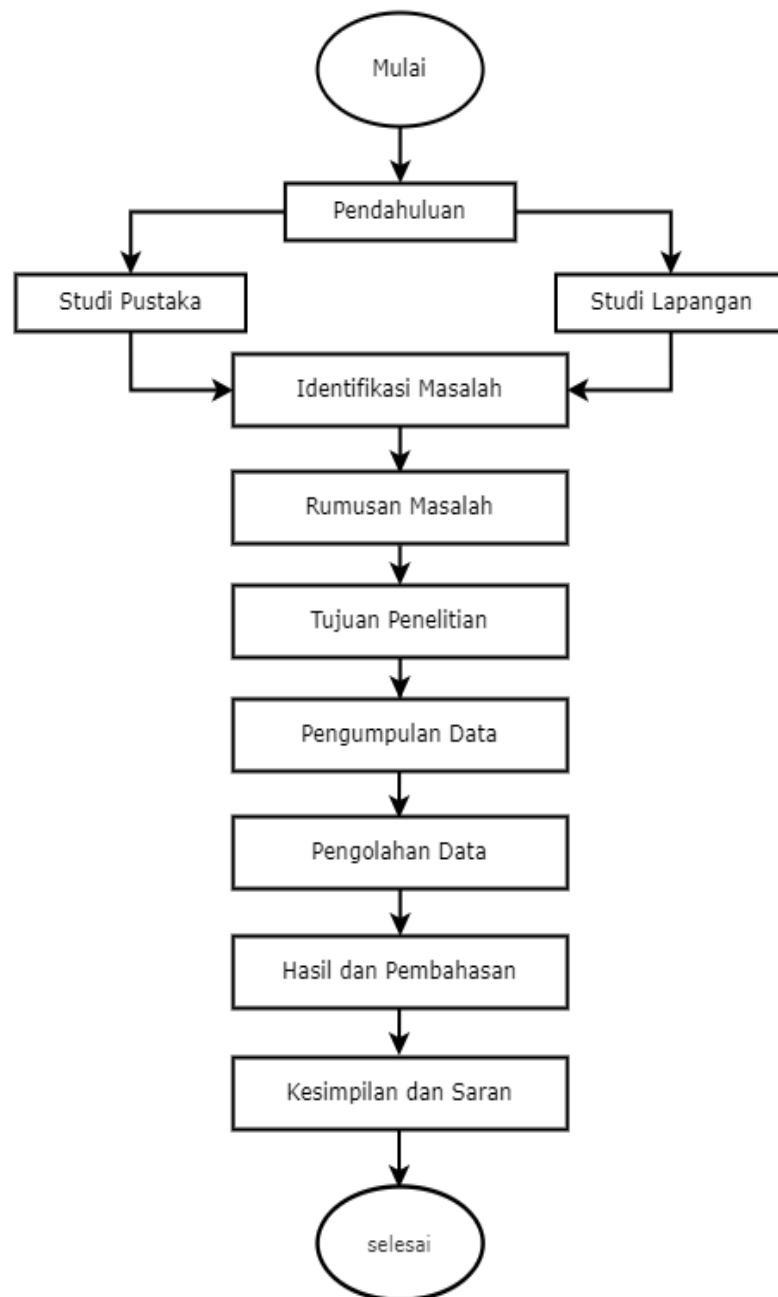 Mulai
Pendahuluan
Studi Pustaka
Studi Lapangan
Identifikasi Masalah
Rumusan Masalah
Tujuan Penelitian
Pengumpulan Data
Pengolahan Data
Hasil dan Pembahasan
Kesimpilan dan Saran
selesai